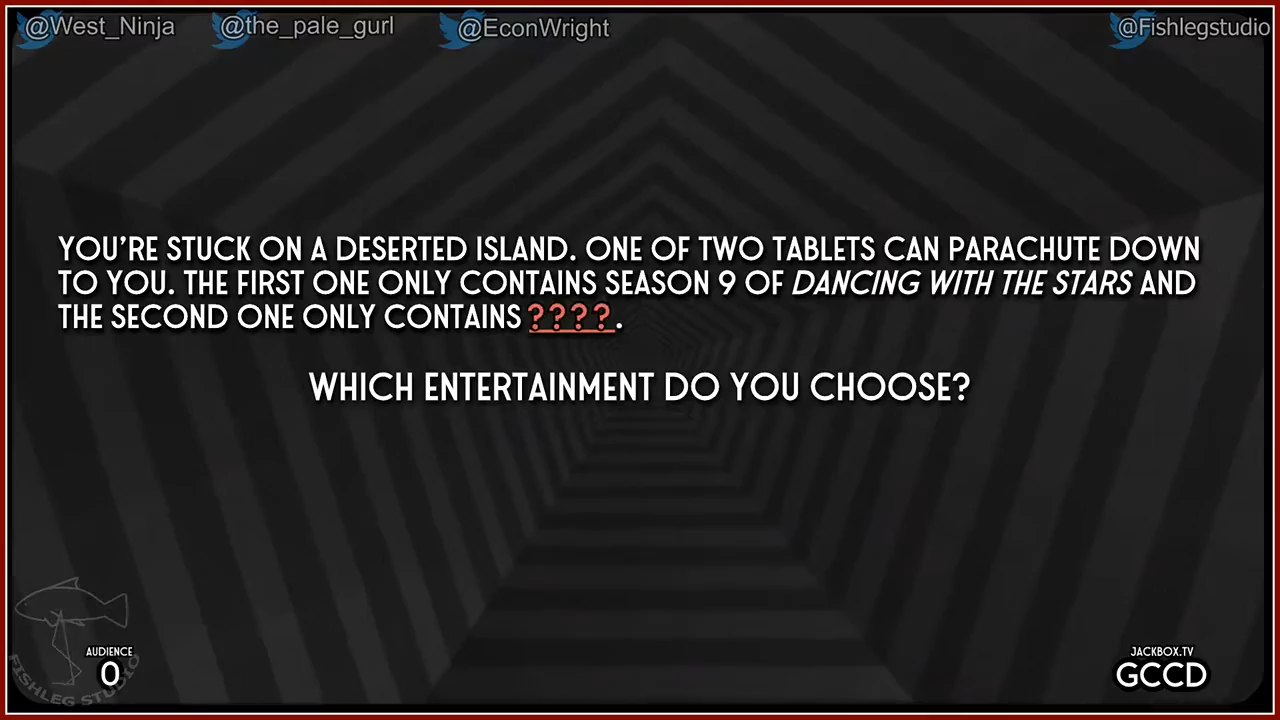 @West_Ninja @the_pale_gurl @EconWright @Fishlegstudio
YOU'RE STUCK ON A DESERTED ISLAND. ONE OF TWO TABLETS CAN PARACHUTE DOWN
TO YOU. THE FIRST ONE ONLY CONTAINS SEASON 9 OF DANCING WITH THE STARS AND
THE SECOND ONE ONLY CONTAINS ????.
WHICH ENTERTAINMENT DO YOU CHOOSE?
AUDIENCE
0
FISHLEG STUDIO
JACKBOX.TV
GCCD